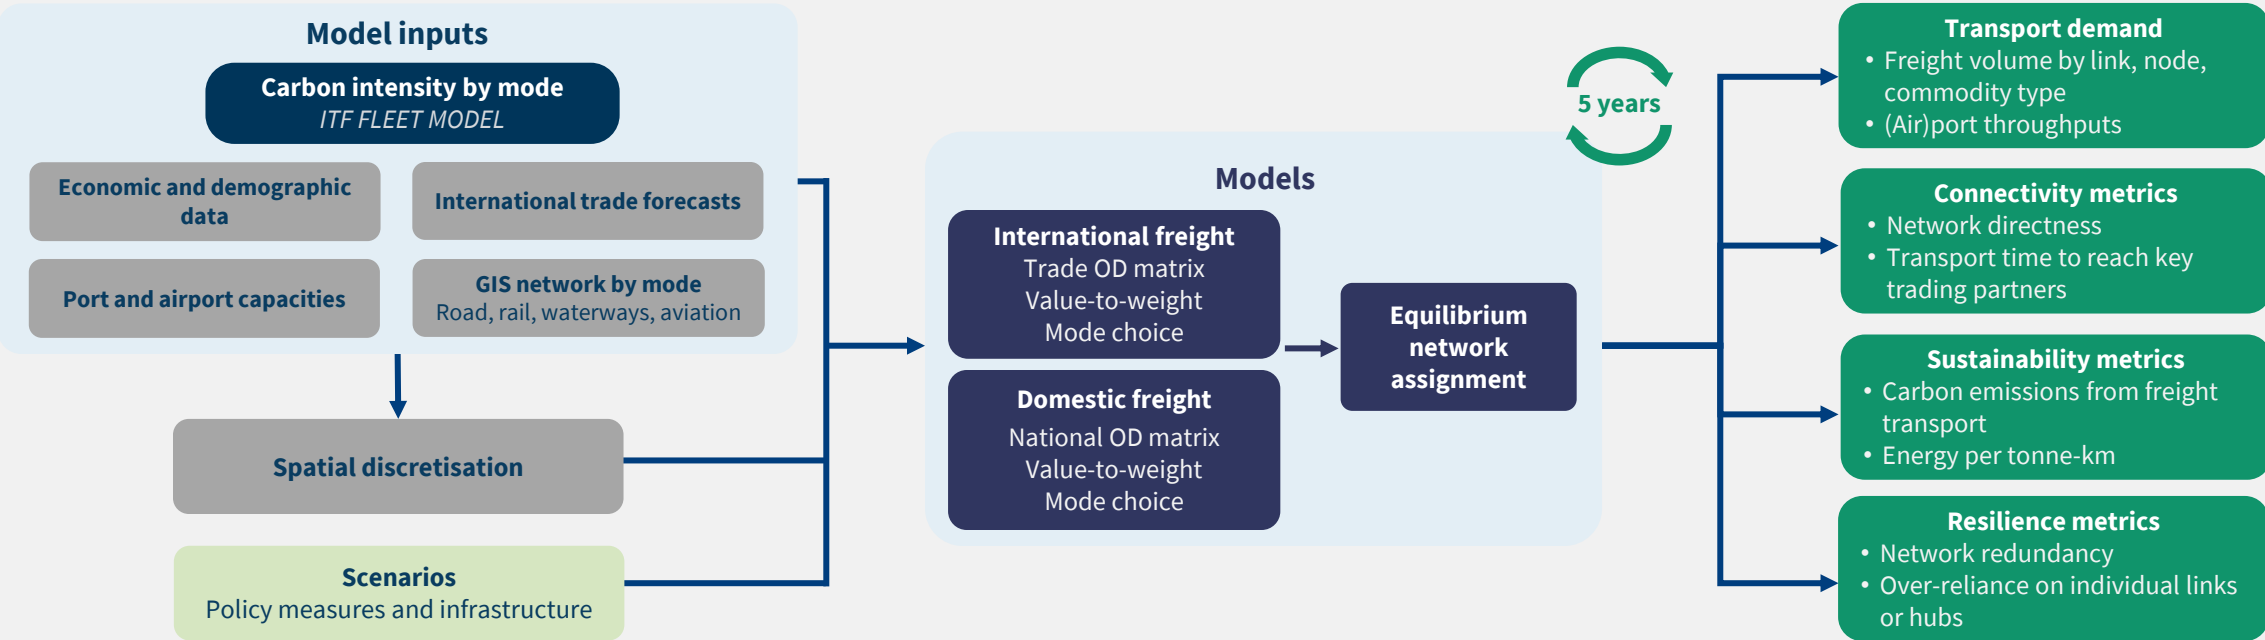 Model inputs
Carbon intensity by mode
ITF FLEET MODEL
Economic and demographic
data
International trade forecasts
Port and airport capacities
GIS network by mode
Road, rail, waterways, aviation
Spatial discretisation
Scenarios
Policy measures and infrastructure
5 years
Models
International freight
Trade OD matrix
Value-to-weight
Mode choice
Domestic freight
National OD matrix
Value-to-weight
Mode choice
Equilibrium
network
assignment
Transport demand
• Freight volume by link, node,
commodity type
• (Air)port throughputs
Connectivity metrics
• Network directness
• Transport time to reach key
trading partners
Sustainability metrics
• Carbon emissions from freight
transport
• Energy per tonne-km
Resilience metrics
• Network redundancy
• Over-reliance on individual links
or hubs